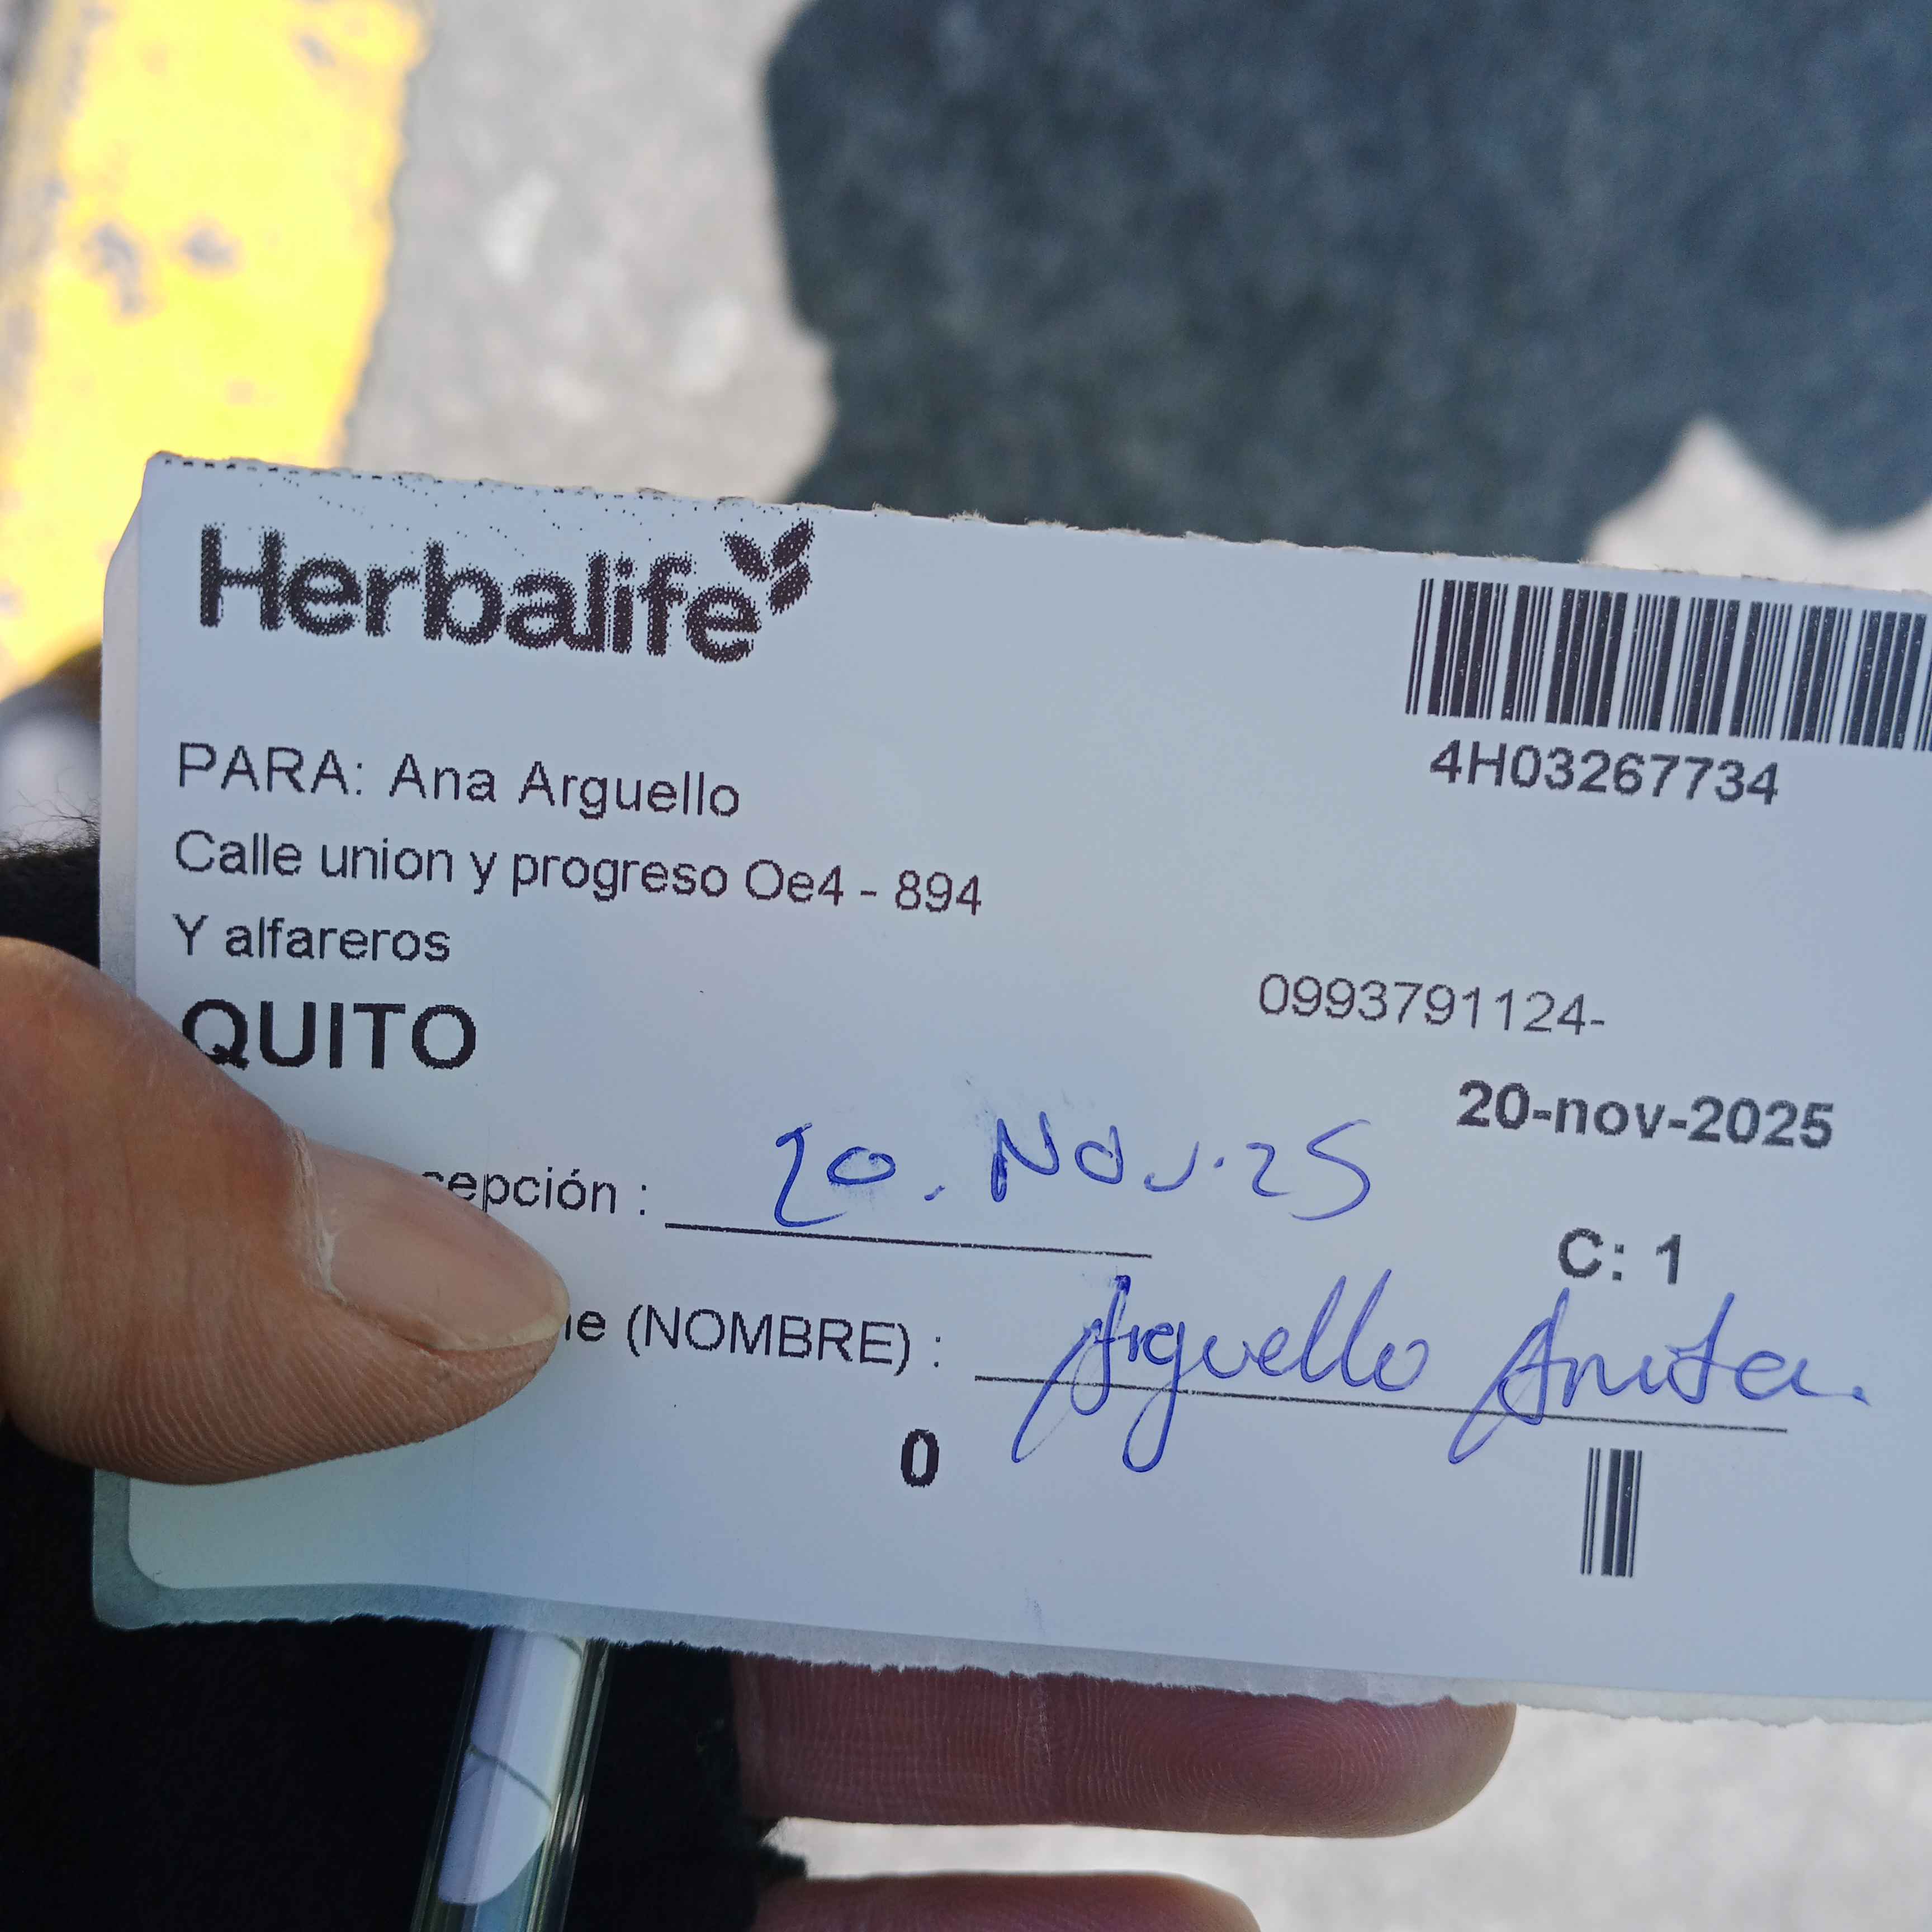 Herbalife
4H03267734
PARA: Ana Arguello
Calle union y progreso Oe4 - 894
Y alfareros
QUITO
0993791124-
20-nov-2025
cepción : 20. Nov. 25
C: 1
(NOMBRE) : Arguello Anita.
0